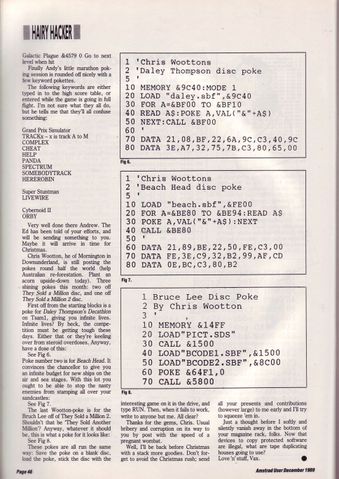 HAIRY HACKER
Galactic Plague &4579 0 Go to next
level when hit
Finally Andy's little marathon pok-
ing session is rounded off nicely with a
few keyword pokettes.
The following keywords are either
typed in to the high score table, or
entered while the game is going in full
flight. I'm not sure what they all do,
but he tells me that they'll all confuse
something:
Grand Prix Simulator
TRACKx – x is track A to M
COMPLEX
CHEAT
HELP
PANDA
SPECTRUM
SOMEBODYTRACK
HEREROBIN
Super Stuntman
LIVEWIRE
Cybernoid II
ORBY
Very well done there Andrew. The
Ed has been told of your efforts, and
will be sending something to you.
Maybe it will arrive in time for
Christmas.
Chris Wootton, he of Mornington in
Downunderland, is still posting the
pokes round half the world (help
Australian re-forestation. Plant an
acorn upside-down today). Three
shining pokes this month: two off
They Sold a Million disc, and one off
They Sold a Million 2 disc.
First off from the starting blocks is a
poke for Daley Thompson's Decathlon
on Tsam1, giving you infinite lives.
Infinite lives? By heck, the compet-
ition must be getting tough these
days. Either that or they're keeling
over from steroid overdoses, Anyway,
have a dose of this:
See Fig 6.
Poke number two is for Beach Head. It
convinces the chancellor to give you
an infinite budget for new ships on the
air and sea stages. With this lot you
ought to be able to stop the nasty
enemies from stamping all over your
sandcastles:
See Fig 7.
The last Wootton-poke is for the
Bruch Lee off of They Sold a Million 2.
Shouldn't that be 'They Sold Another
Million'? Anyway, whatever it should
be, this is what a poke for it looks like:
See Fig 8.
These pokes are all run the same
way: Save the poke on a blank disc,
load the poke, stick the disc with the
1 'Chris Woottons
2 'Daley Thompson disc poke
5 '
10 MEMORY &9C40:MODE 1
20 LOAD "daley.sbf",&9C40
30 FOR A=&BF00 TO &BF10
40 READ A$:POKE A,VAL("&"+A$)
50 NEXT:CALL &BF00
60 '
70 DATA 21,08,BF,22,6A,9C,C3,40,9C
80 DATA 3E,A7,32,75,7B,C3,80,65,00
Fig 6.
1 'Chris Woottons
2 'Beach Head disc poke
5 '
10 LOAD "beach.sbf",&FE00
20 FOR A=&BE80 TO &BE94:READ A$
30 POKE A,VAL("&"+A$):NEXT
40 CALL &BE80
50 '
60 DATA 21,89,BE,22,50,FE,C3,00
70 DATA FE,3E,C9,32,B2,99,AF,CD
80 DATA 0E,BC,C3,80,B2
Fig 7.
1 Bruce Lee Disc Poke
2 By Chris Wootton
3 '
10 MEMORY &14FF
20 LOAD"PICT.SDS"
30 CALL &1500
40 LOAD"BCODE1.SBF",&1500
50 LOAD"BCODE2.SBF",&8C00
60 POKE &64F1,0
70 CALL &5800
Fig 8.
interesting game on it in the drive, and
type RUN. Then, when it fails to work,
write to anyone but me. All clear?
Thanks for the gems, Chris. Usual
bribery and corruption on its way to
you by post with the speed of a
pregnant wombat.
Well, I'll be back before Christmas
with a stack more goodies. Don't for-
get to avoid the Christmas rush; send
all your presents and contributions
(however large) to me early and I'll try
to squeeze 'em in.
Just a thought before I softly and
silently vanish away in the bottom of
your magazine rack, folks. Now that
devices to copy protected software
are illegal, what are tape duplicating
houses going to use?
Love 'n' stuff, Vax.
Page 46
Amstrad User December 1989